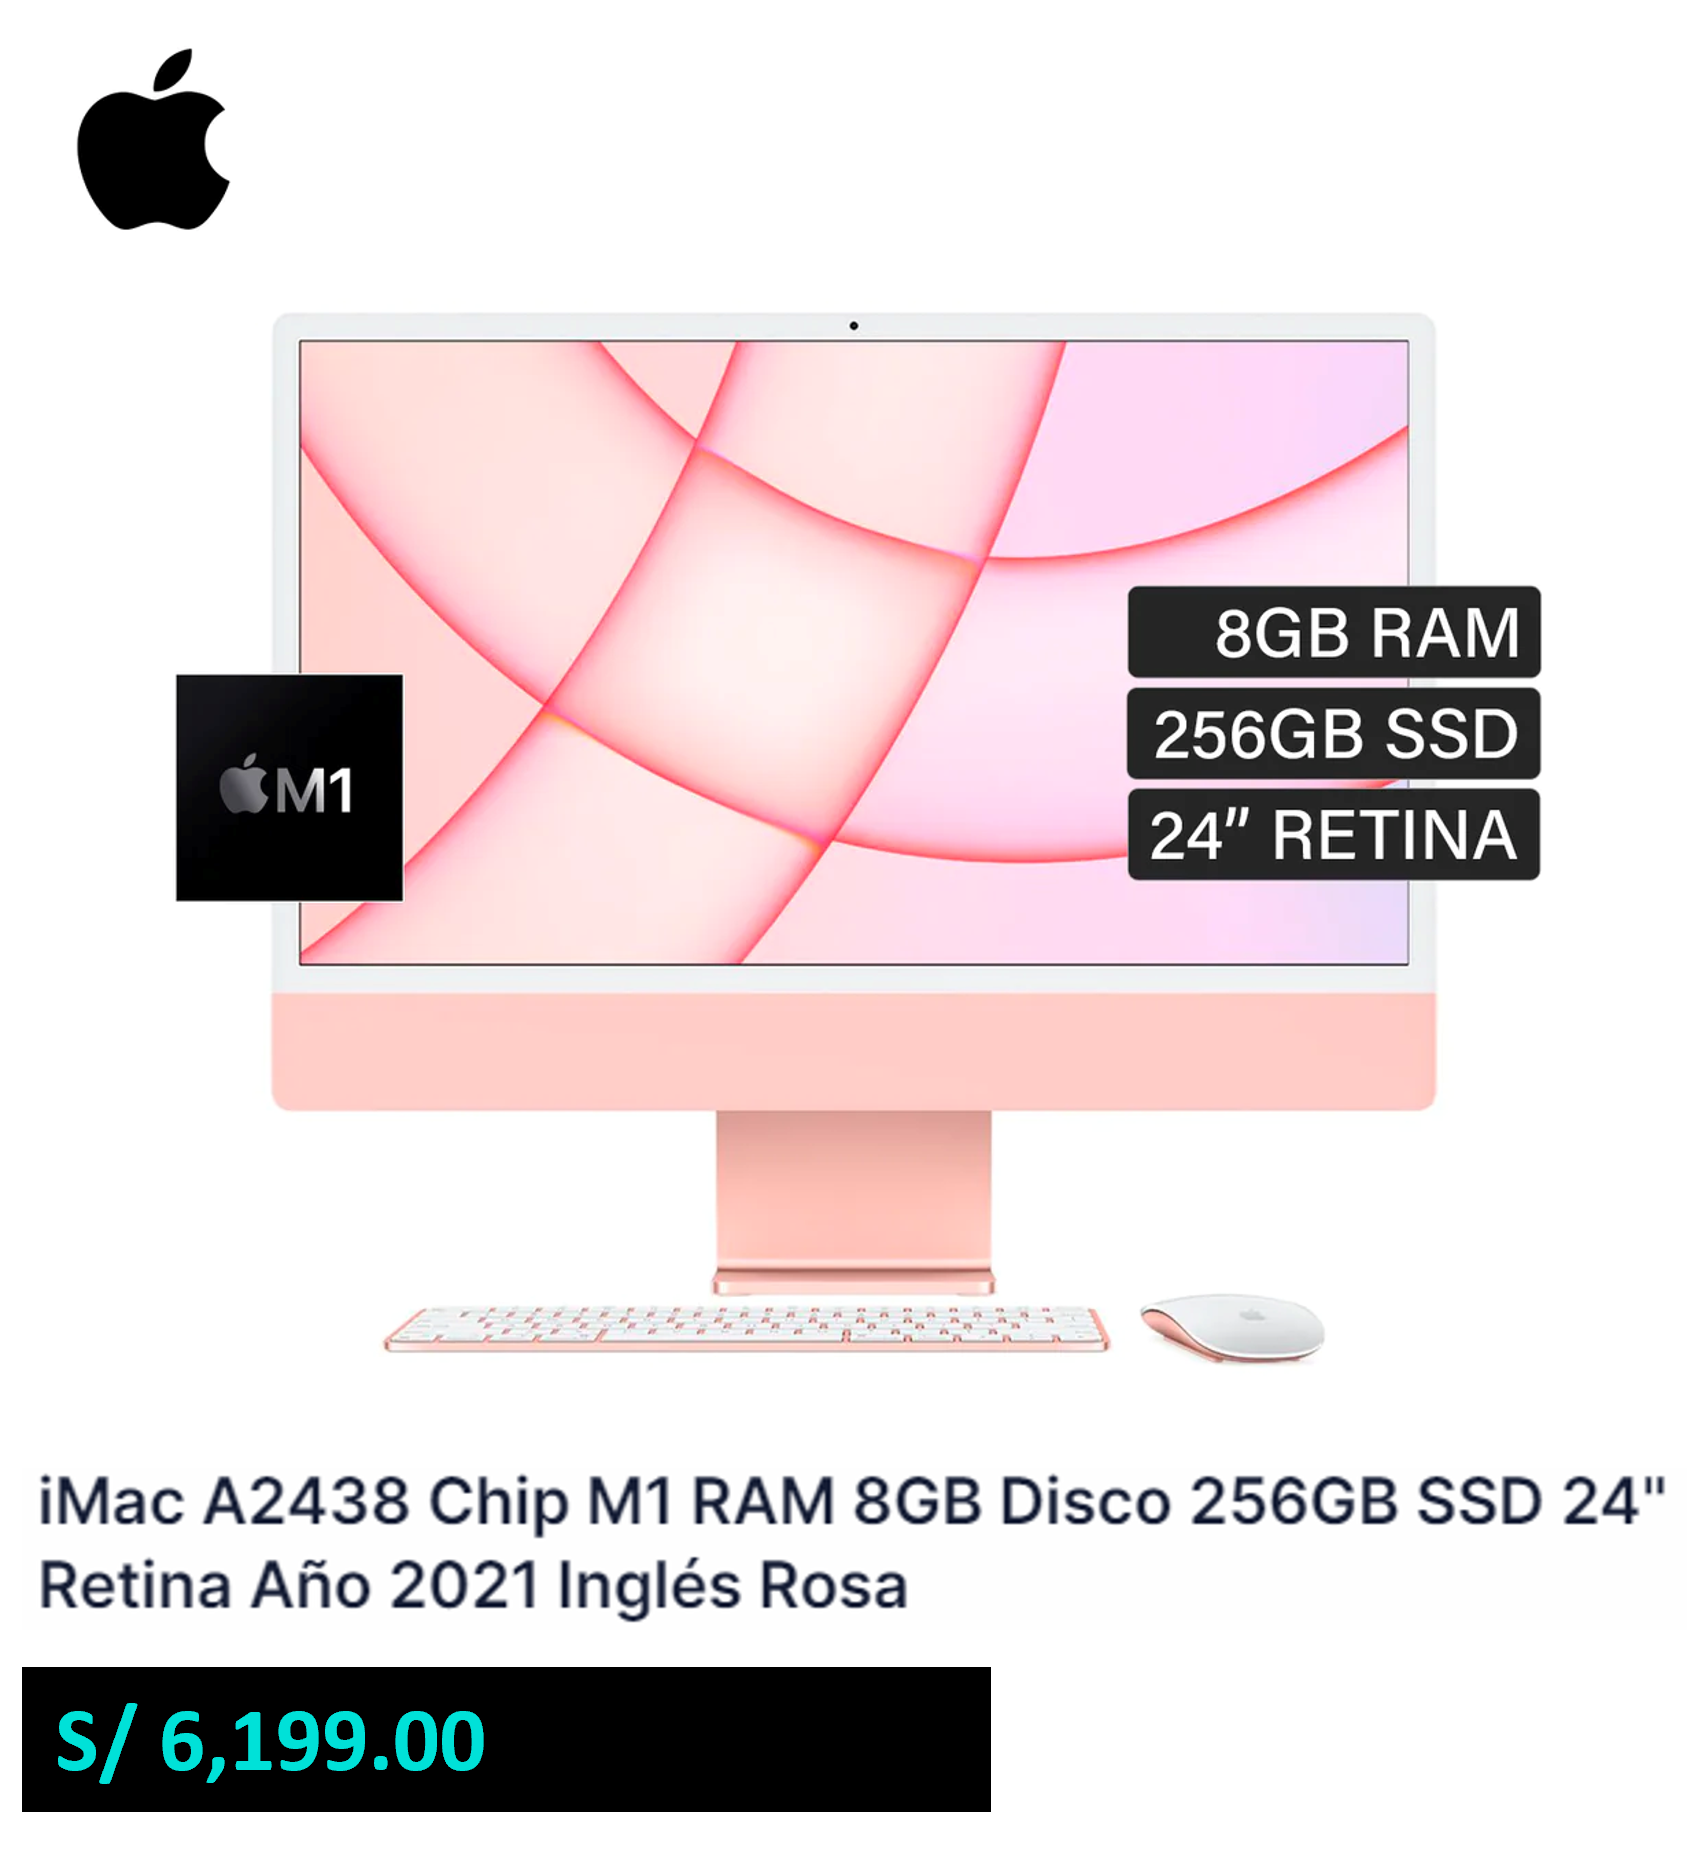 8GB RAM
256GB SSD
24” RETINA
M1
iMac A2438 Chip M1 RAM 8GB Disco 256GB SSD 24"
Retina Año 2021 Inglés Rosa
S/ 6,199.00